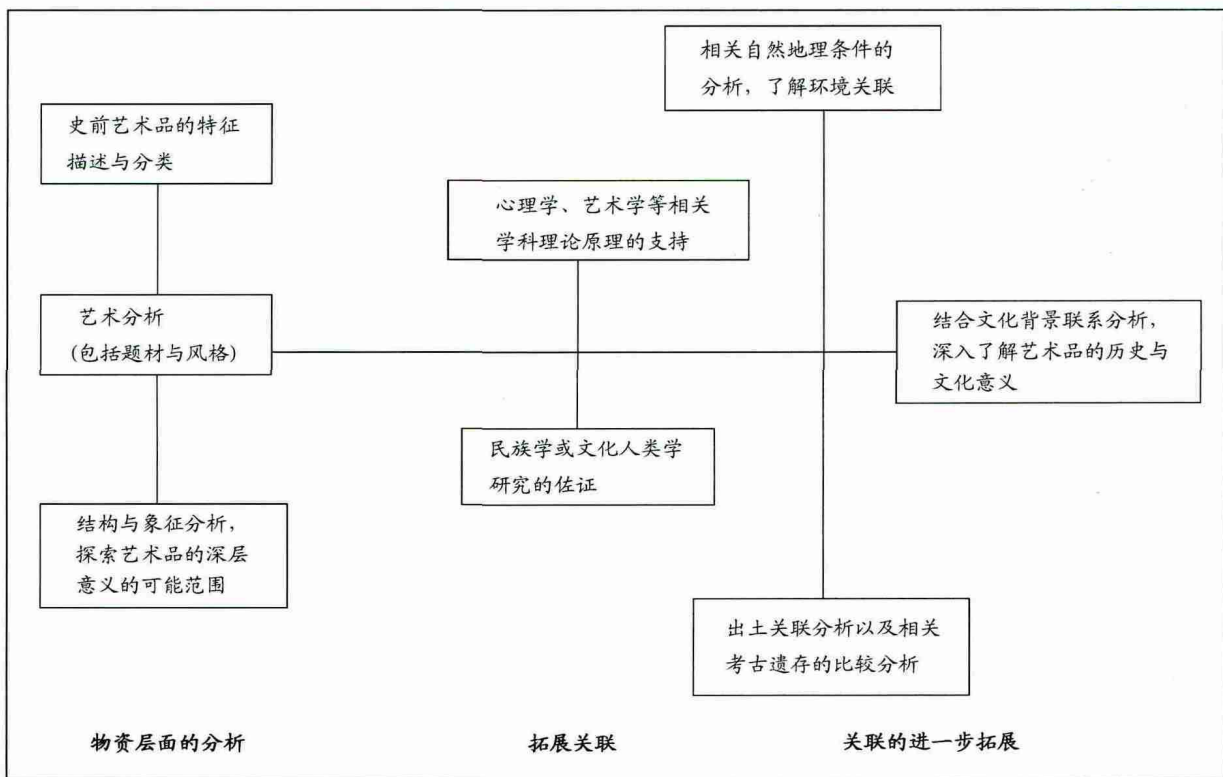 相关自然地理条件的
分析，了解环境关联
史前艺术品的特征
描述与分类
心理学、艺术学等相关
学科理论原理的支持
艺术分析
(包括题材与风格)
结合文化背景联系分析，
深入了解艺术品的历史与
文化意义
民族学或文化人类学
研究的佐证
结构与象征分析，
探索艺术品的深层
意义的可能范围
出土关联分析以及相关
考古遗存的比较分析
物资层面的分析
拓展关联
关联的进一步拓展